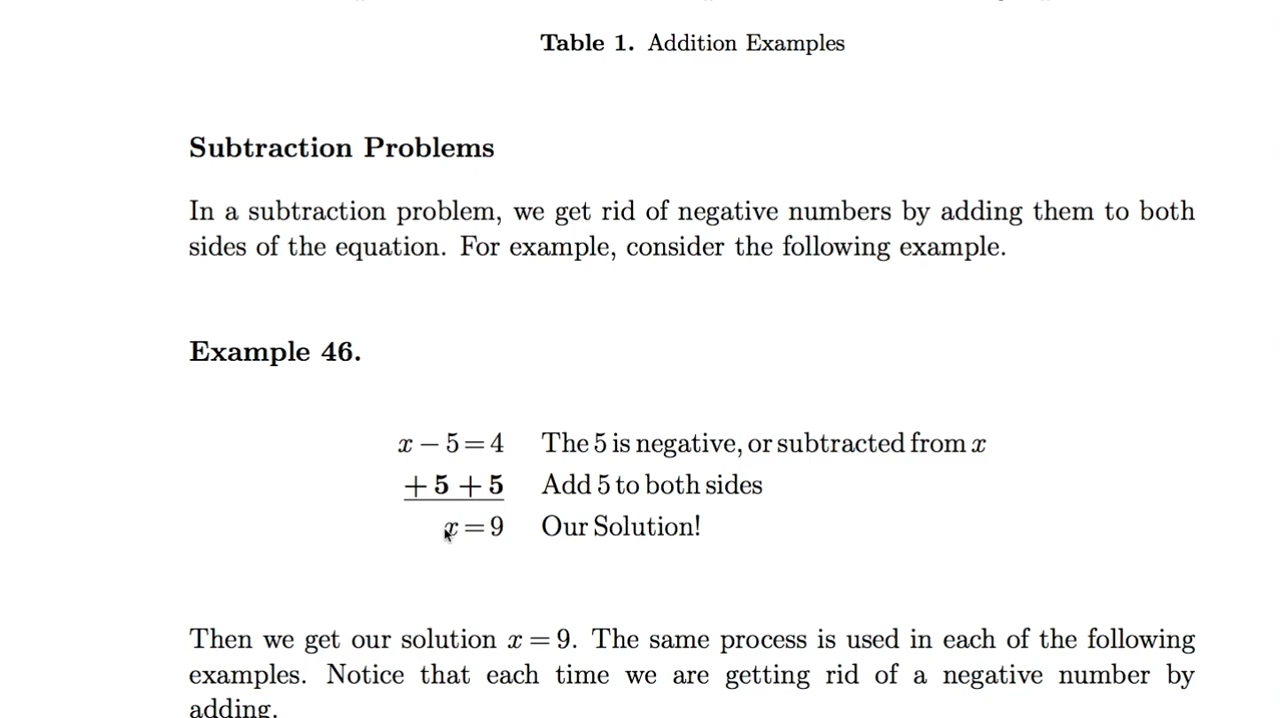 Table 1. Addition Examples
Subtraction Problems
In a subtraction problem, we get rid of negative numbers by adding them to both
sides of the equation. For example, consider the following example.
Example 46.
x − 5 = 4 The 5 is negative, or subtracted from x
+ 5 + 5 Add 5 to both sides
x = 9 Our Solution!
Then we get our solution x = 9. The same process is used in each of the following
examples. Notice that each time we are getting rid of a negative number by
adding.